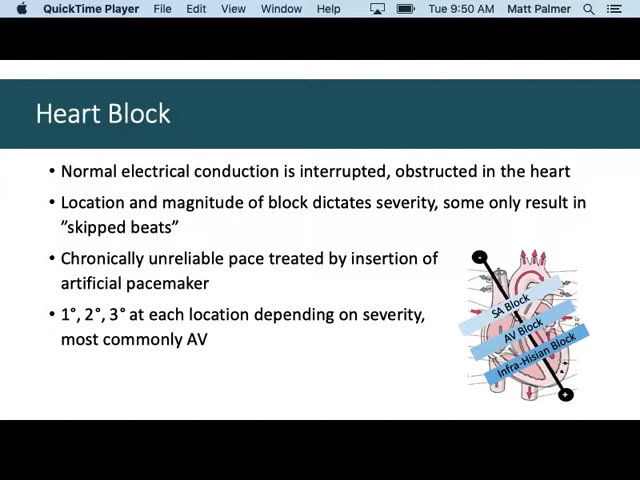 QuickTime Player File Edit View Window Help Tue 9:50 AM Matt Palmer
Heart Block
• Normal electrical conduction is interrupted, obstructed in the heart
• Location and magnitude of block dictates severity, some only result in
”skipped beats”
• Chronically unreliable pace treated by insertion of
artificial pacemaker
• 1°, 2°, 3° at each location depending on severity,
most commonly AV
SA Block
AV Block
Infra-Hisian Block